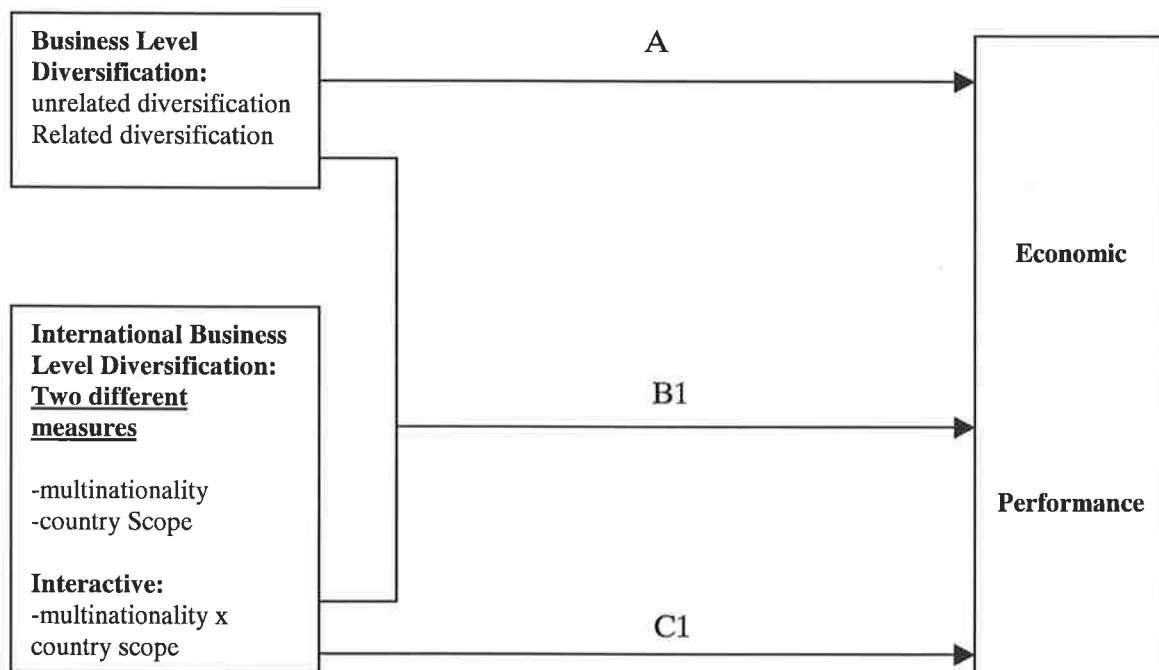 Business Level
Diversification:
unrelated diversification
Related diversification
A
Economic
International Business
Level Diversification:
Two different
measures
-multinationality
-country Scope
B1
Performance
Interactive:
-multinationality x
country scope
C1